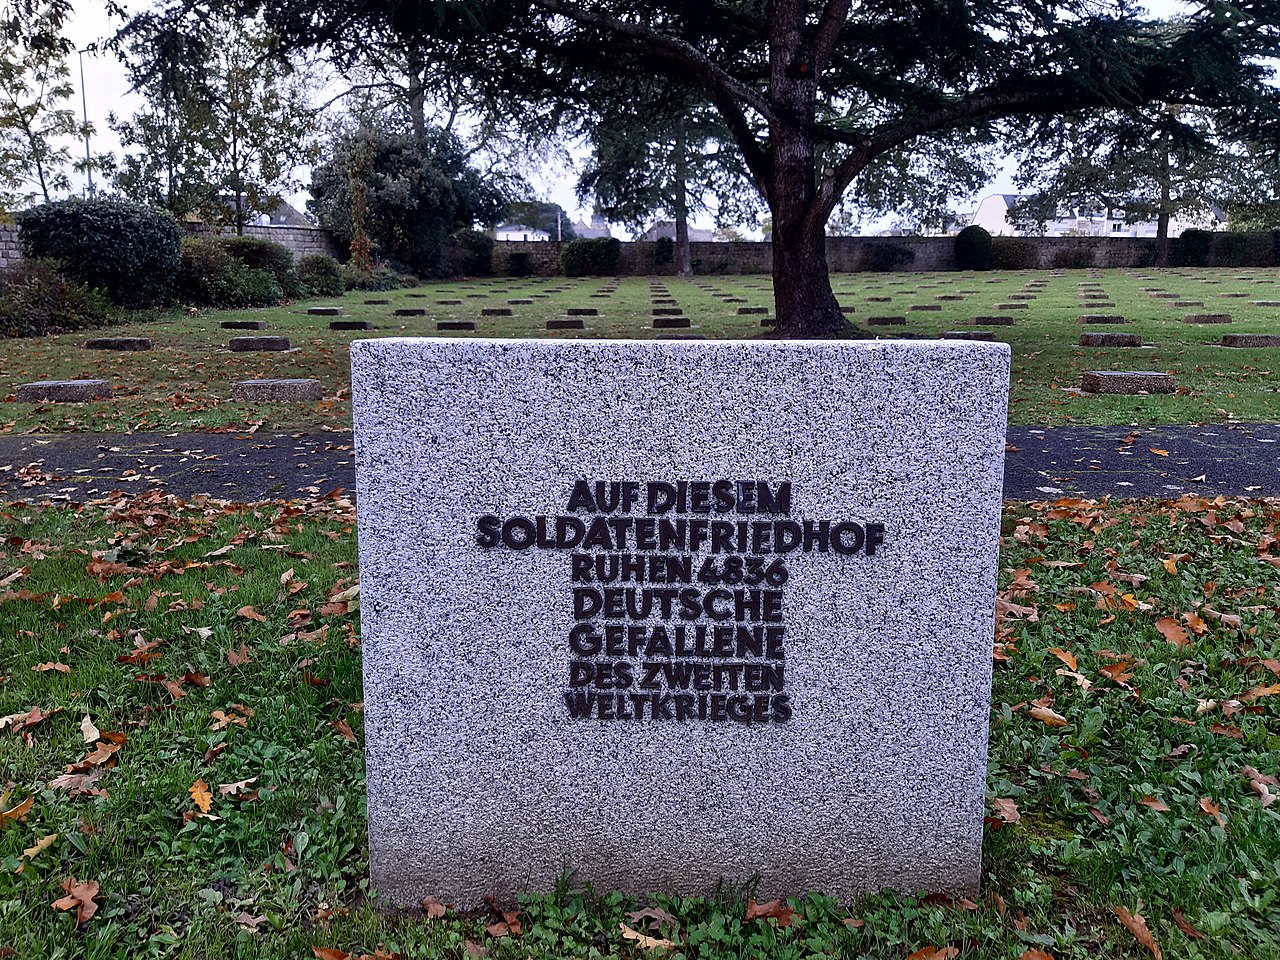 AUF DIESEM
SOLDATENFRIEDHOF
RUHEN 4836
DEUTSCHE
GEFALLENE
DES ZWEITEN
WELTKRIEGES